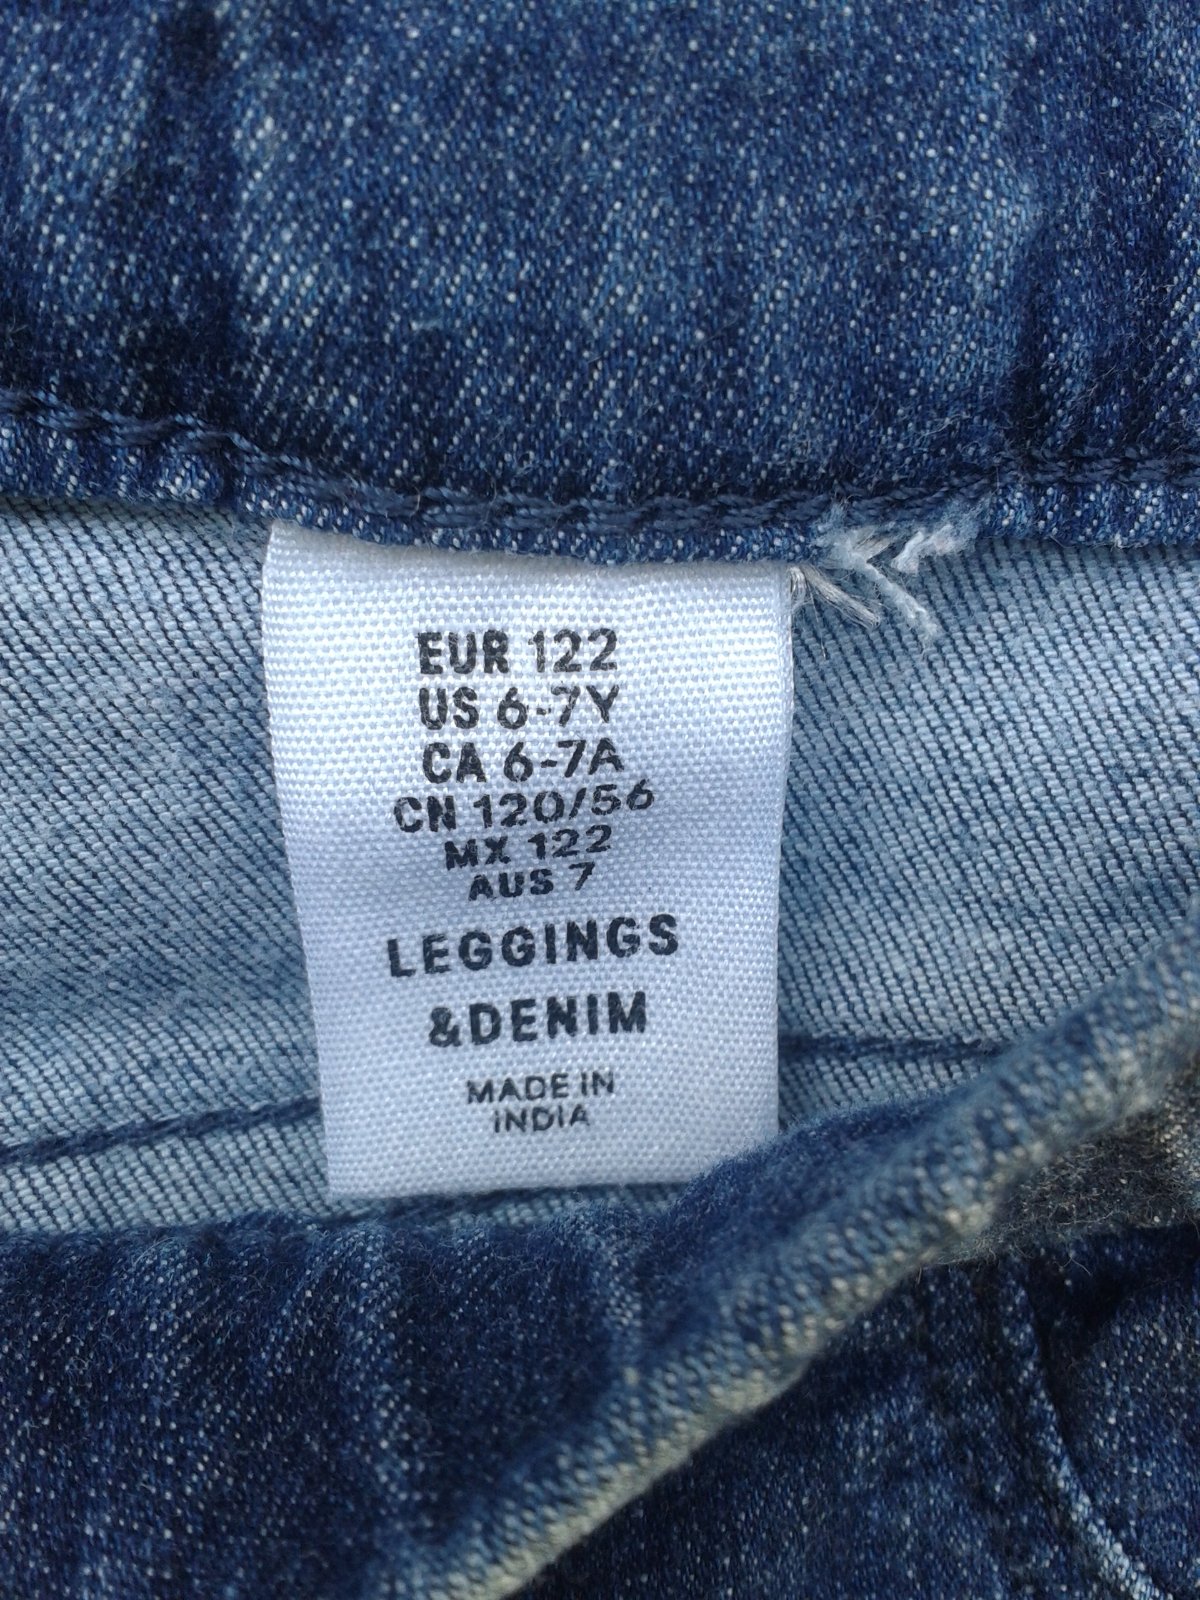 EUR 122
US 6-7Y
CA 6-7A
CN 120/56
MX 122
AUS 7
LEGGINGS
&DENIM
MADE IN
INDIA